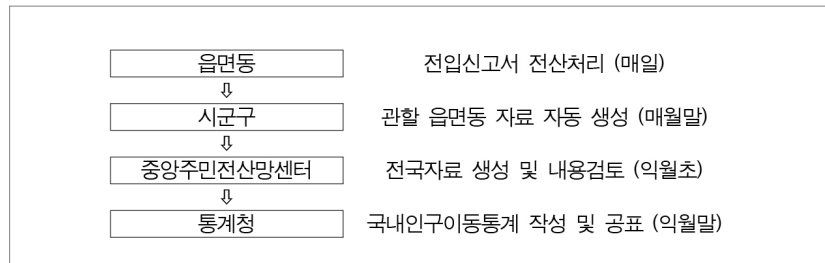 읍면동 전입신고서 전산처리 (매일)
⇩
시군구 관할 읍면동 자료 자동 생성 (매월말)
⇩
중앙주민전산망센터 전국자료 생성 및 내용검토 (익월초)
⇩
통계청 국내인구이동통계 작성 및 공표 (익월말)